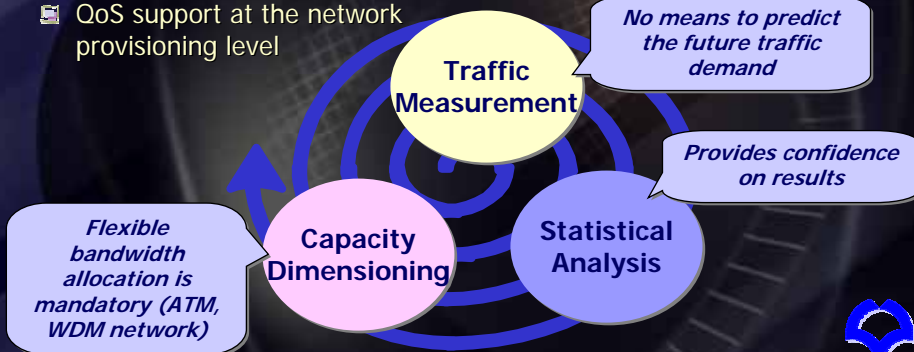 QoS support at the network
provisioning level
No means to predict
the future traffic
demand
Traffic
Measurement
Provides confidence
on results
Statistical
Analysis
Capacity
Dimensioning
Flexible
bandwidth
allocation is
mandatory (ATM,
WDM network)